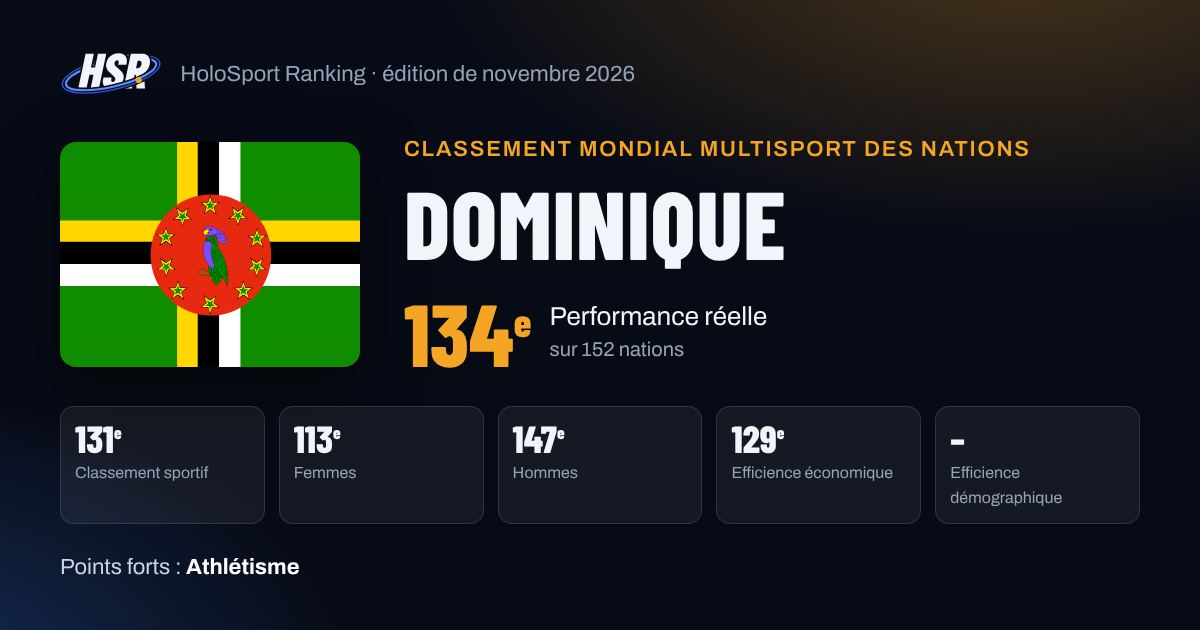 HSR
HoloSport Ranking · édition de novembre 2026
CLASSEMENT MONDIAL MULTISPORT DES NATIONS
DOMINIQUE
134e
Performance réelle
sur 152 nations
131e
Classement sportif
113e
Femmes
147e
Hommes
129e
Efficience économique
–
Efficience
démographique
Points forts : Athlétisme